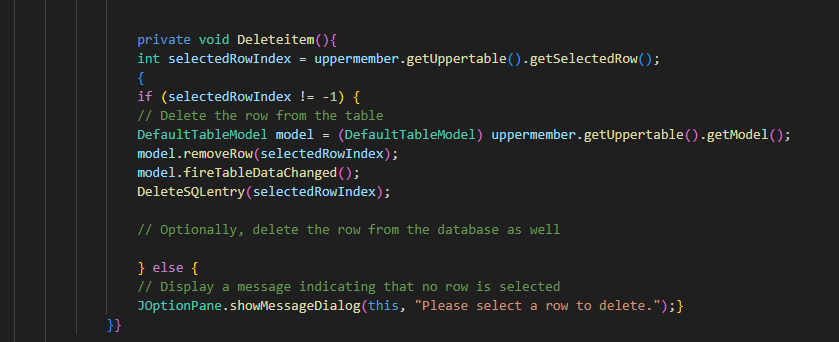 private void Deleteitem(){
int selectedRowIndex = uppermember.getUppertable().getSelectedRow();
{
if (selectedRowIndex != -1) {
// Delete the row from the table
DefaultTableModel model = (DefaultTableModel) uppermember.getUppertable().getModel();
model.removeRow(selectedRowIndex);
model.fireTableDataChanged();
DeleteSQLentry(selectedRowIndex);
// Optionally, delete the row from the database as well
} else {
// Display a message indicating that no row is selected
JOptionPane.showMessageDialog(this, "Please select a row to delete.");}
}}